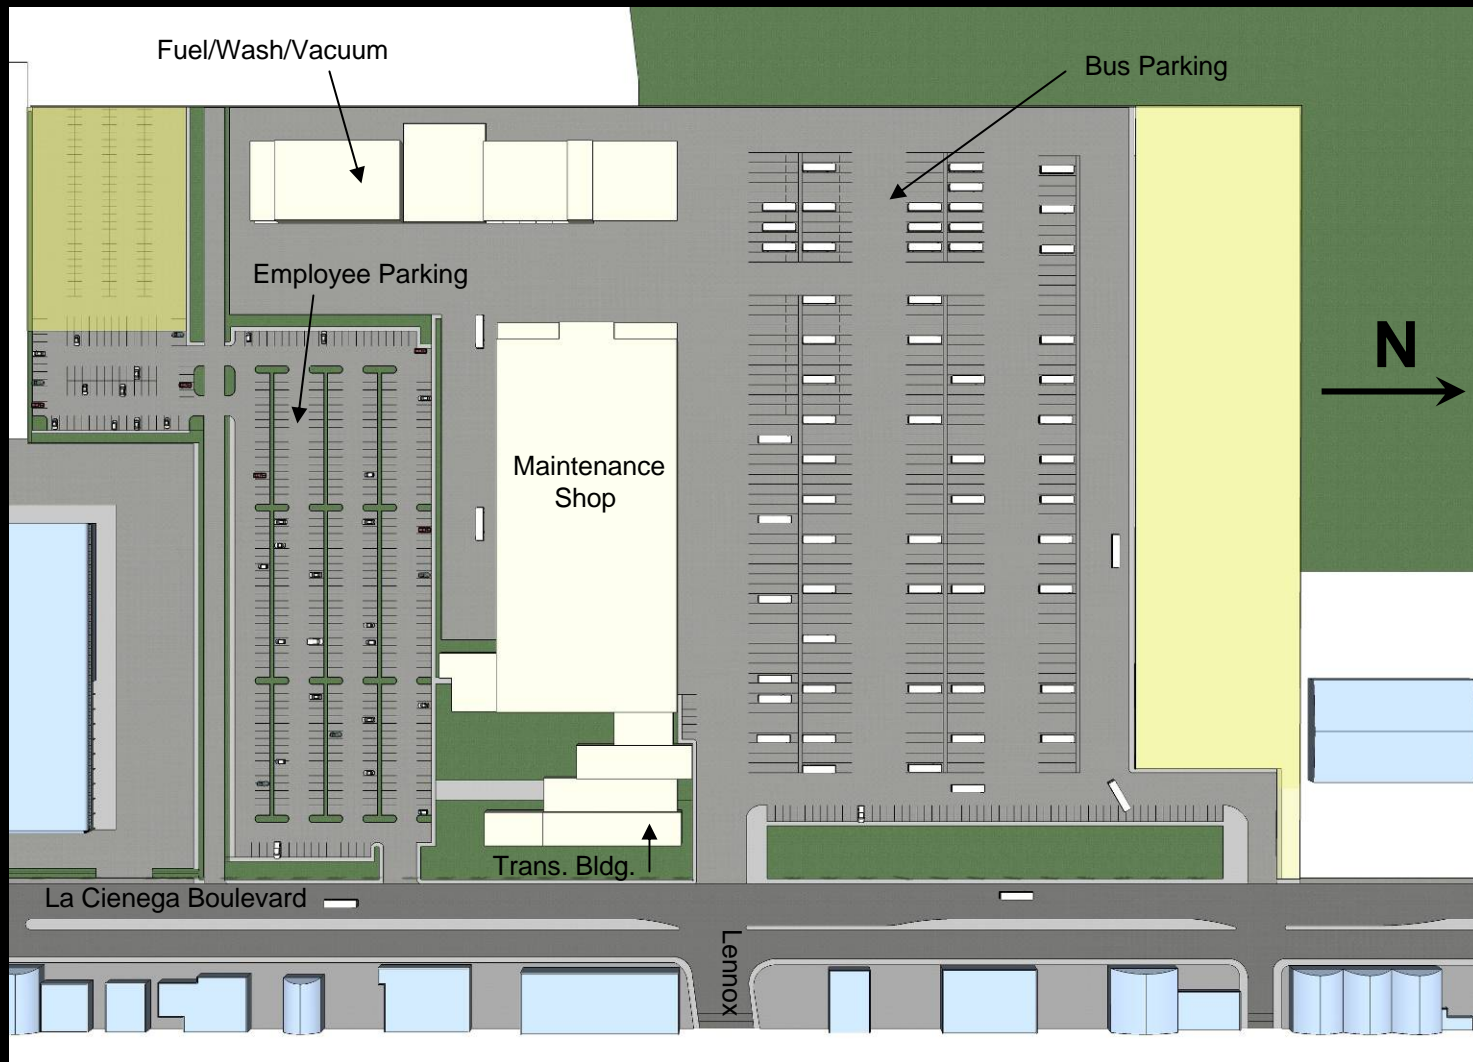 Fuel/Wash/Vacuum
Bus Parking
Employee Parking
N
Maintenance
Shop
Trans. Bldg.
La Cienega Boulevard
Lennox